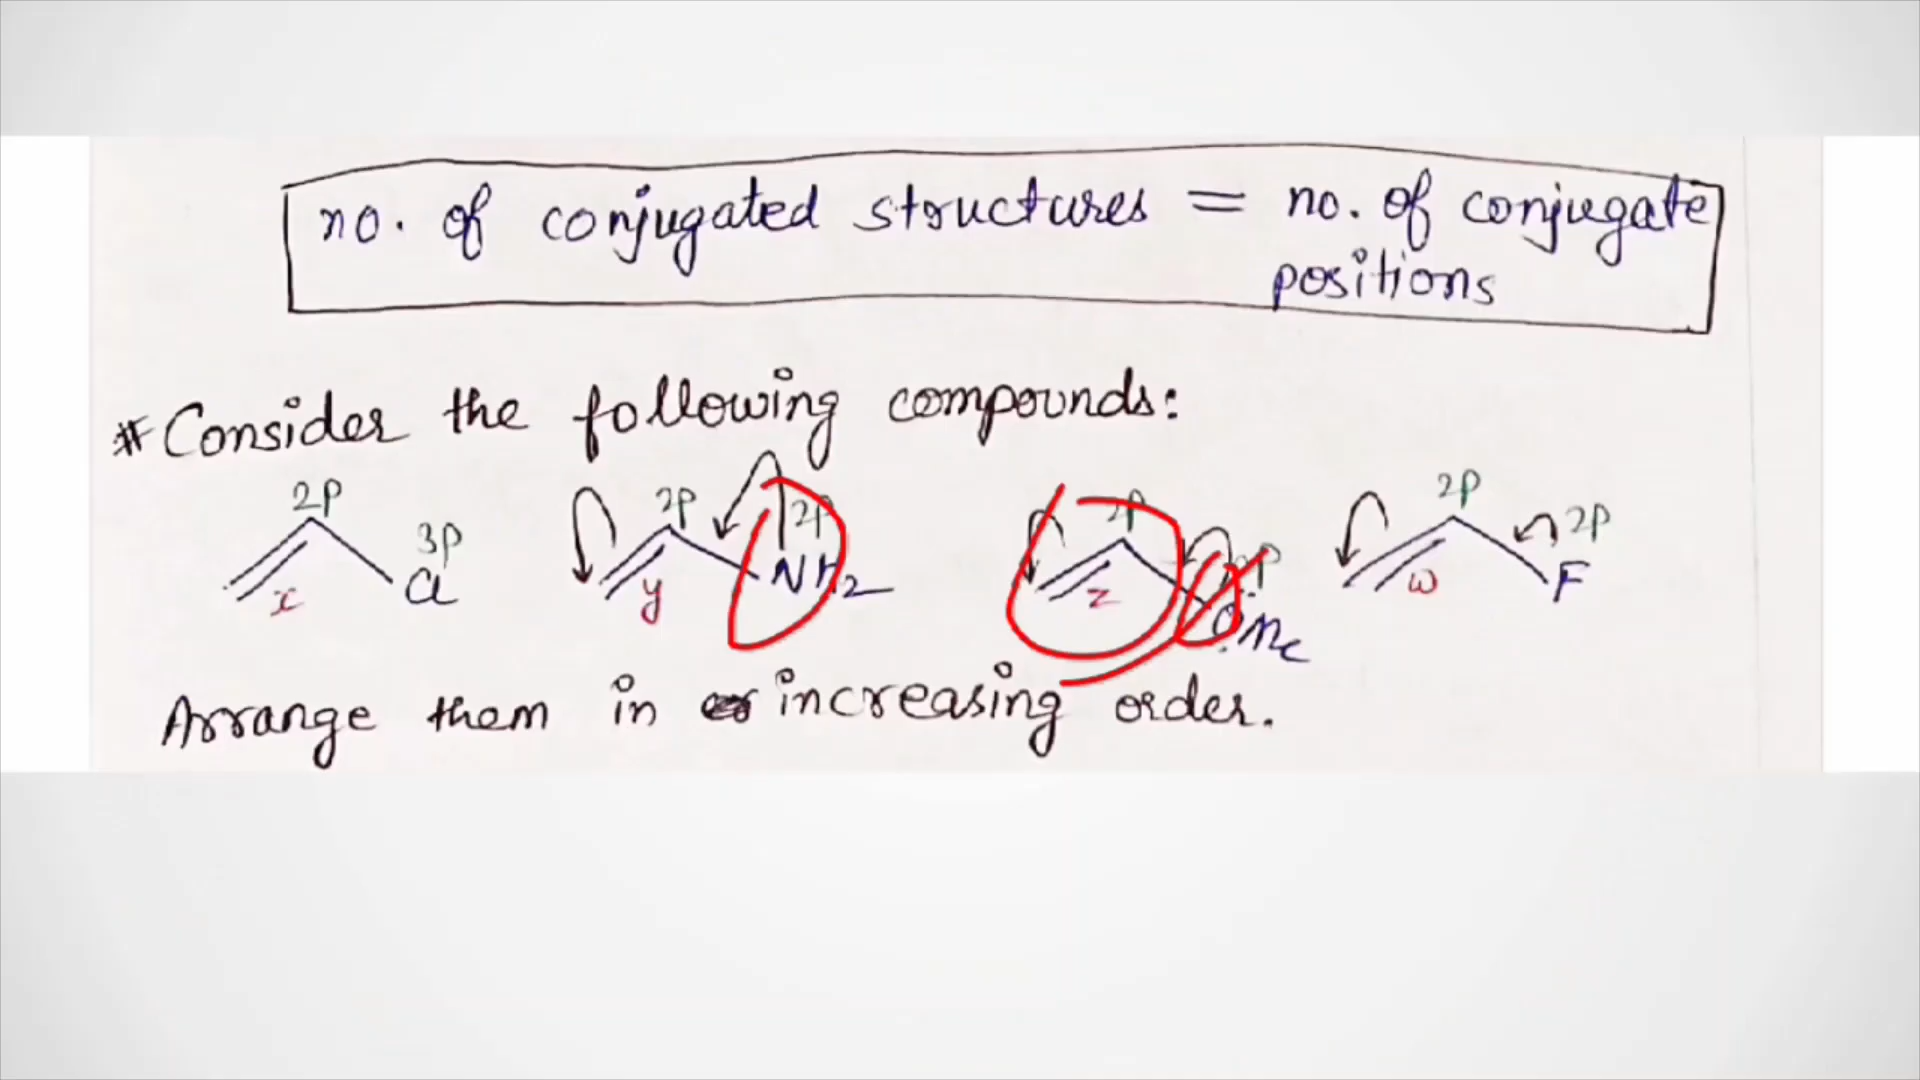 no. of conjugated structures = no. of conjugate
positions
* Consider the following compounds:
2p 3p Cl x
2p 2p NH2 y
2p 2p OMe z
2p 2p F w
Arrange them in increasing order.